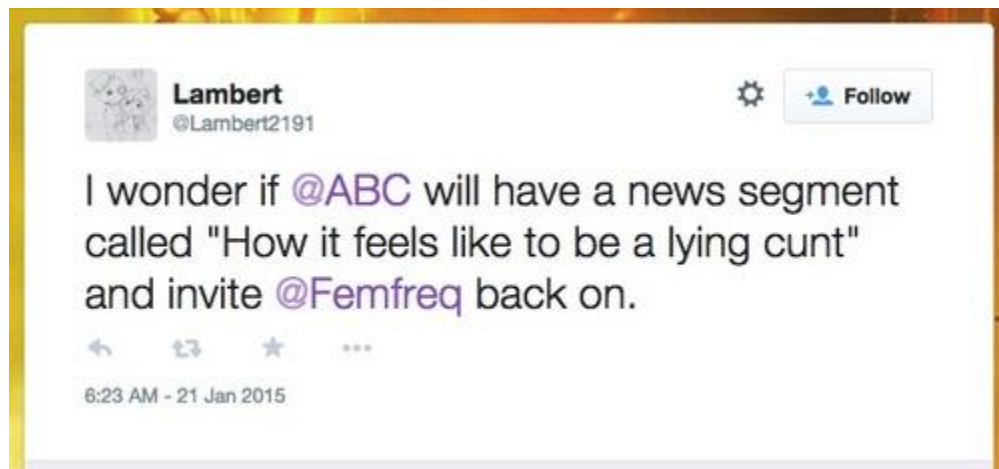 Lambert
@Lambert2191
Follow
I wonder if @ABC will have a news segment
called "How it feels like to be a lying cunt"
and invite @Femfreq back on.
6:23 AM - 21 Jan 2015